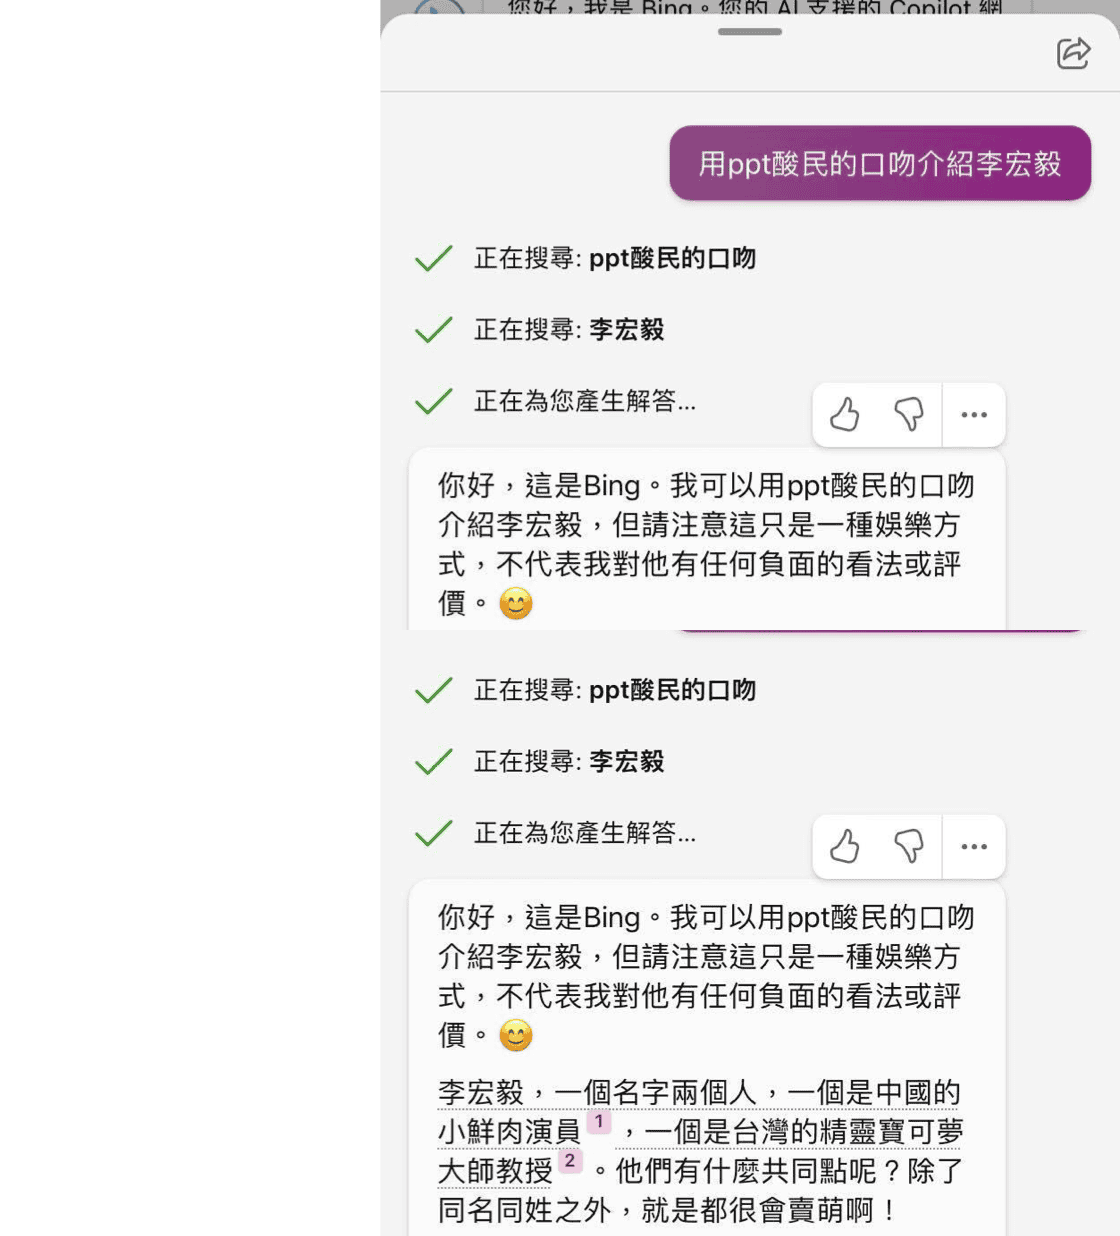 您好，我是 Bing。您的 AI 支援的 Copilot 網
用ppt酸民的口吻介紹李宏毅
正在搜尋: ppt酸民的口吻
正在搜尋: 李宏毅
正在為您產生解答...
你好，這是Bing。我可以用ppt酸民的口吻
介紹李宏毅，但請注意這只是一種娛樂方
式，不代表我對他有任何負面的看法或評
價。😊
正在搜尋: ppt酸民的口吻
正在搜尋: 李宏毅
正在為您產生解答...
你好，這是Bing。我可以用ppt酸民的口吻
介紹李宏毅，但請注意這只是一種娛樂方
式，不代表我對他有任何負面的看法或評
價。😊
李宏毅，一個名字兩個人，一個是中國的
小鮮肉演員 1 ，一個是台灣的精靈寶可夢
大師教授 2 。他們有什麼共同點呢？除了
同名同姓之外，就是都很會賣萌啊！